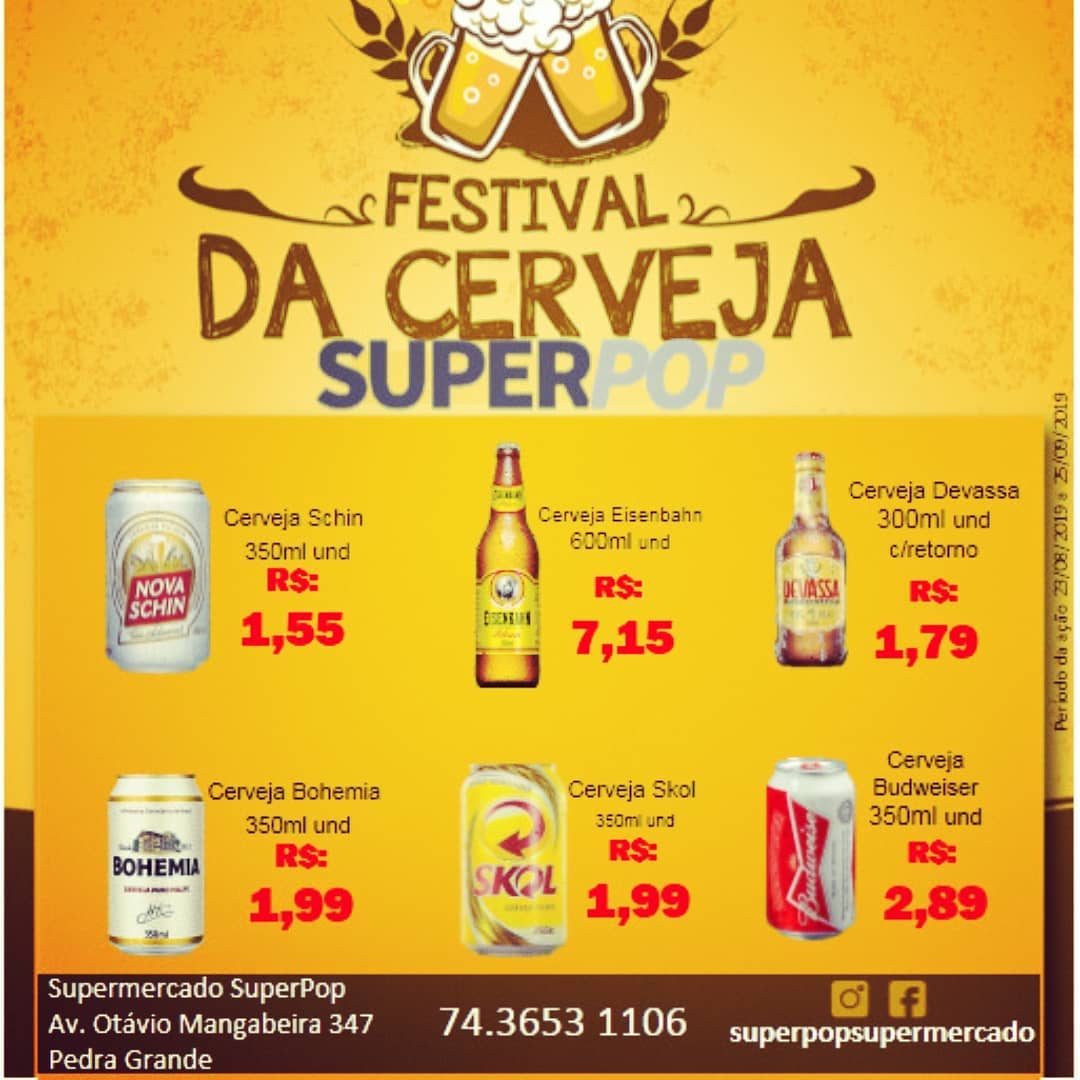 FESTIVAL
DA CERVEJA
SUPERPOP
NOVA
SCHIN
Cerveja Schin
350ml und
R$:
1,55
EISENBAHN
Cerveja Eisenbahn
600ml und
R$:
7,15
DEVASSA
Cerveja Devassa
300ml und
c/retorno
R$:
1,79
BOHEMIA
350ml
Cerveja Bohemia
350ml und
R$:
1,99
SKOL
Cerveja Skol
350ml und
R$:
1,99
Budweiser
Cerveja
Budweiser
350ml und
R$:
2,89
Período da ação 23/08/2019 a 25/09/2019
Supermercado SuperPop
Av. Otávio Mangabeira 347
Pedra Grande
74.3653 1106
superpopsupermercado